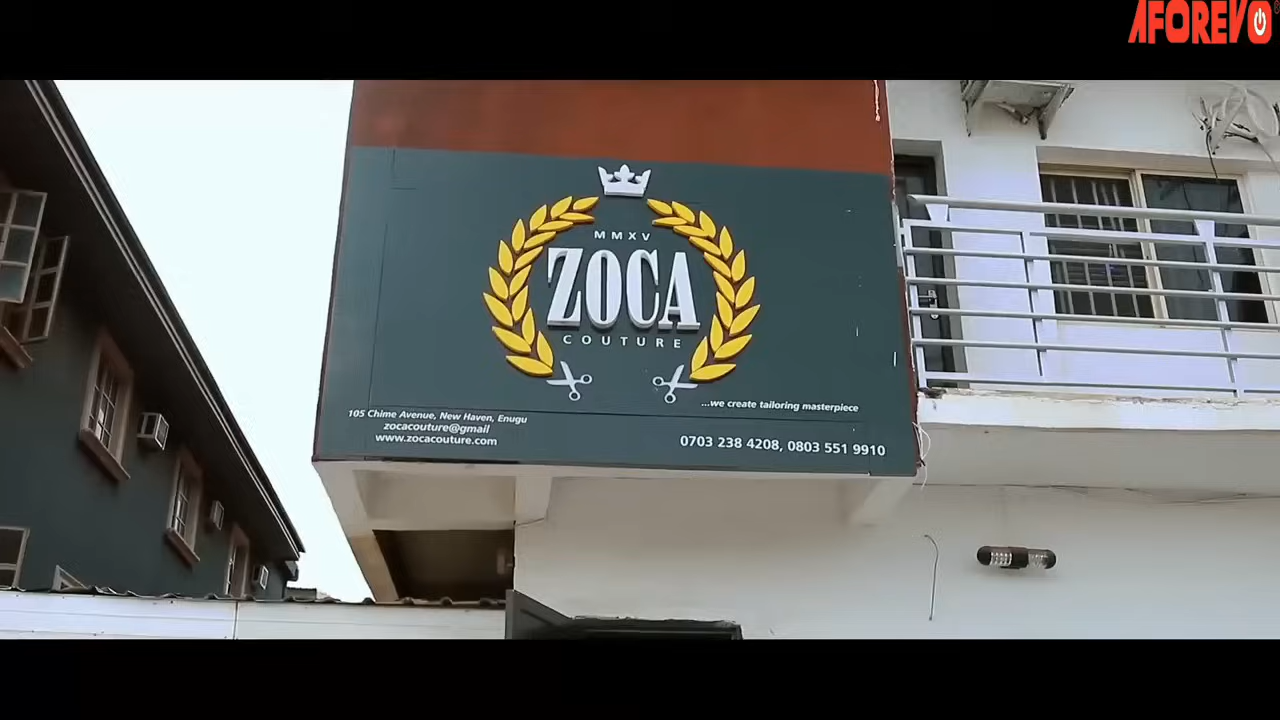 AFOREVO
MMXV
ZOCA
COUTURE
...we create tailoring masterpiece
105 Chime Avenue, New Haven, Enugu
zocacouture@gmail
www.zocacouture.com
0703 238 4208, 0803 551 9910